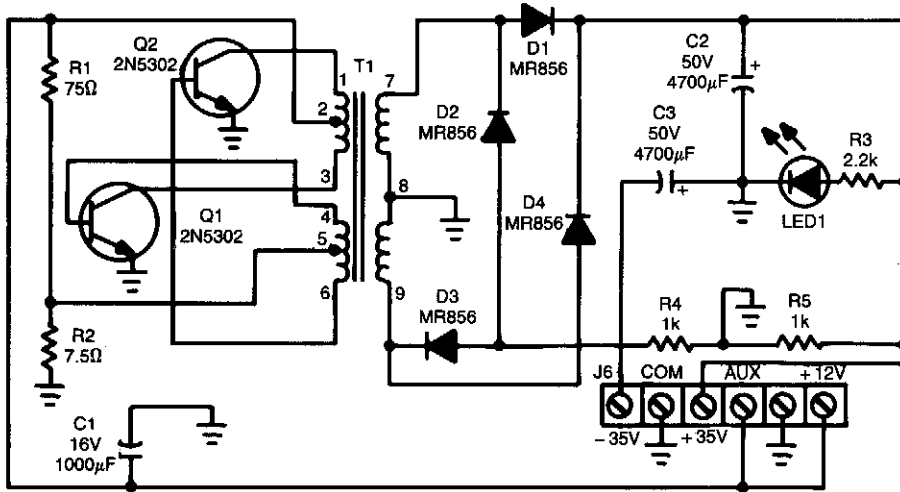 Q2
2N5302
R1
75Ω
T1
1
2
3
4
5
6
7
8
9
D1
MR856
D2
MR856
C2
50V
4700µF
+
C3
50V
4700µF
+
R3
2.2k
LED1
D4
MR856
Q1
2N5302
D3
MR856
R4
1k
R5
1k
R2
7.5Ω
C1
16V
1000µF
J6
COM
AUX
+12V
-35V
+35V